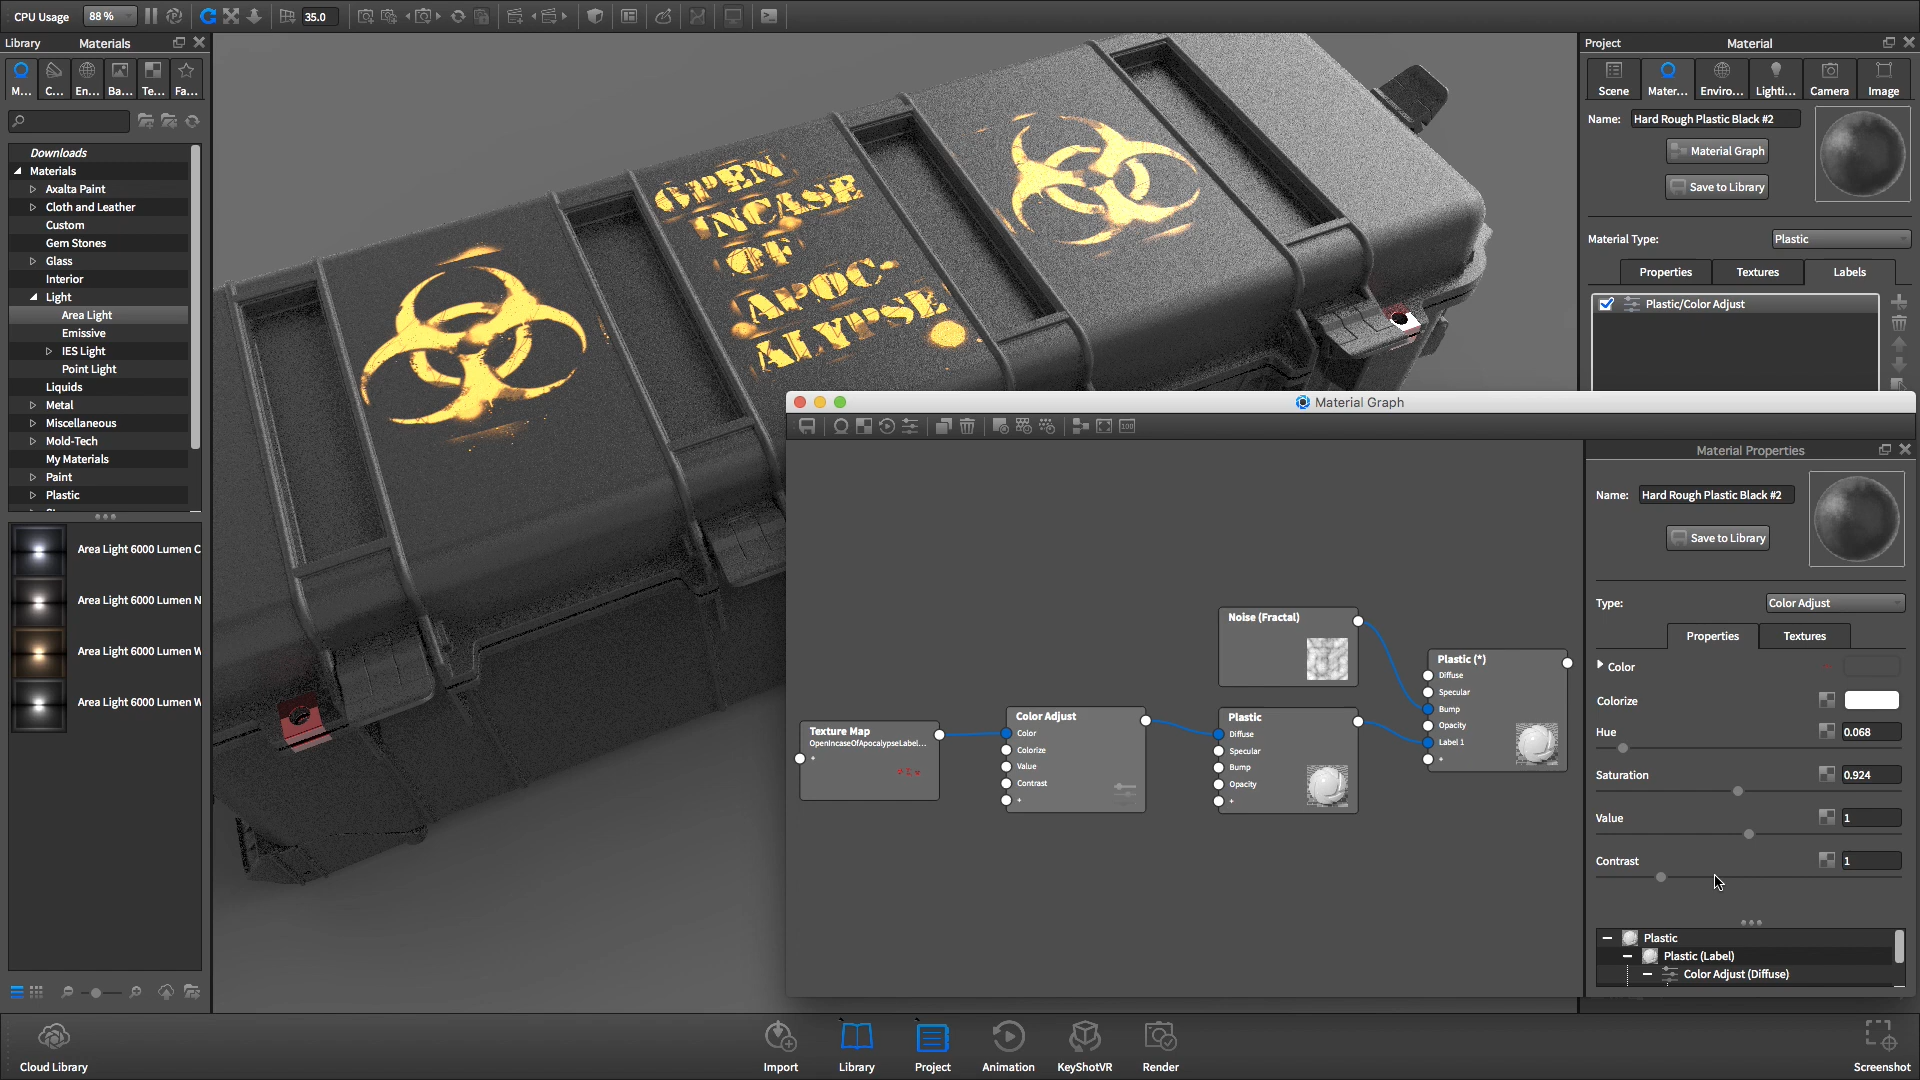 CPU Usage
88 %
35.0
Library
Materials
M...
C...
En...
Ba...
Te...
Fa...
Downloads
Materials
Axalta Paint
Cloth and Leather
Custom
Gem Stones
Glass
Interior
Light
Area Light
Emissive
IES Light
Point Light
Liquids
Metal
Miscellaneous
Mold-Tech
My Materials
Paint
Plastic
Area Light 6000 Lumen C
Area Light 6000 Lumen N
Area Light 6000 Lumen W
Area Light 6000 Lumen W
OPEN
INCASE
OF
APOC-
ALYPSE
Project
Material
Scene
Mater...
Enviro...
Lighti...
Camera
Image
Name:
Hard Rough Plastic Black #2
Material Graph
Save to Library
Material Type:
Plastic
Properties
Textures
Labels
Plastic/Color Adjust
Material Graph
100
Texture Map
OpenIncaseOfApocalypseLabel...
+
Color Adjust
Color
Colorize
Value
Contrast
+
Noise (Fractal)
Plastic
Diffuse
Specular
Bump
Opacity
+
Plastic (*)
Diffuse
Specular
Bump
Opacity
Label 1
+
Material Properties
Name:
Hard Rough Plastic Black #2
Save to Library
Type:
Color Adjust
Properties
Textures
Color
Colorize
Hue
0.068
Saturation
0.924
Value
1
Contrast
1
Plastic
Plastic (Label)
Color Adjust (Diffuse)
Cloud Library
Import
Library
Project
Animation
KeyShotVR
Render
Screenshot